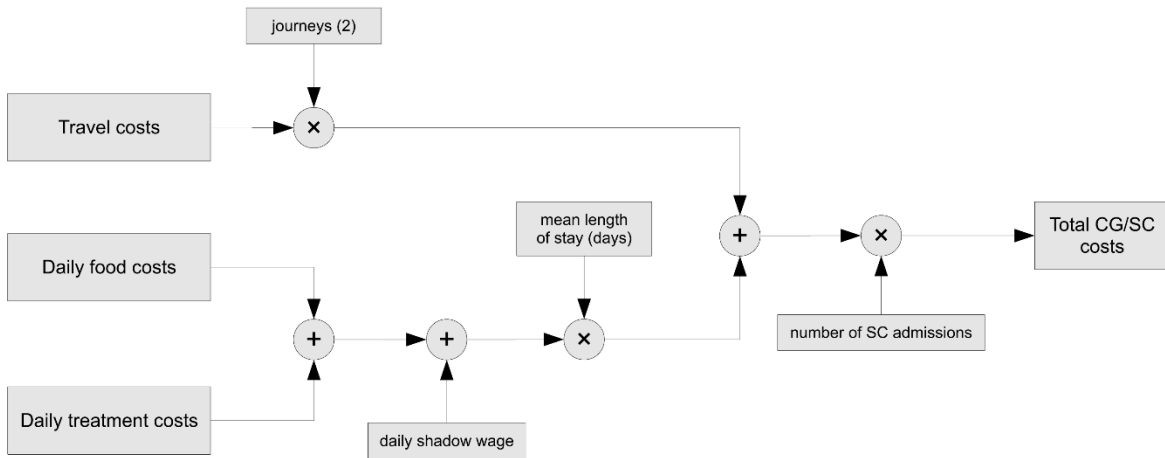 journeys (2)
Travel costs
×
mean length
of stay (days)
+
×
Total CG/SC
costs
Daily food costs
+
+
×
number of SC admissions
Daily treatment costs
daily shadow wage